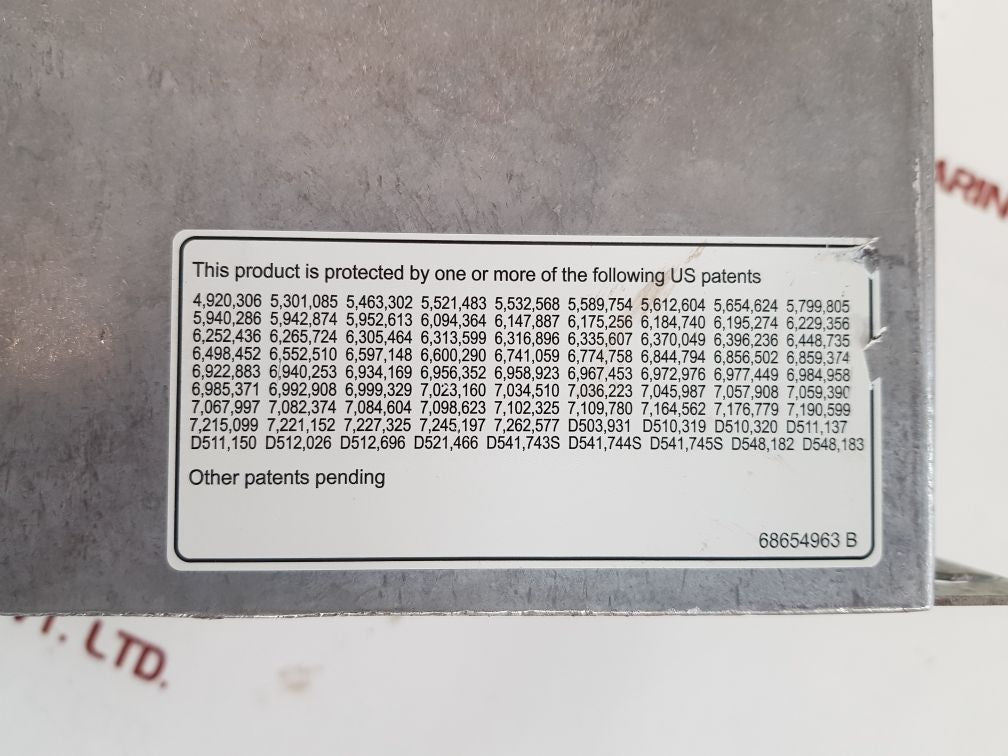 This product is protected by one or more of the following US patents
4,920,306 5,301,085 5,463,302 5,521,483 5,532,568 5,589,754 5,612,604 5,654,624 5,799,805
5,940,286 5,942,874 5,952,613 6,094,364 6,147,887 6,175,256 6,184,740 6,195,274 6,229,356
6,252,436 6,265,724 6,305,464 6,313,599 6,316,896 6,335,607 6,370,049 6,396,236 6,448,735
6,498,452 6,552,510 6,597,148 6,600,290 6,741,059 6,774,758 6,844,794 6,856,502 6,859,374
6,922,883 6,940,253 6,934,169 6,956,352 6,958,923 6,967,453 6,972,976 6,977,449 6,984,958
6,985,371 6,992,908 6,999,329 7,023,160 7,034,510 7,036,223 7,045,987 7,057,908 7,059,390
7,067,997 7,082,374 7,084,604 7,098,623 7,102,325 7,109,780 7,164,562 7,176,779 7,190,599
7,215,099 7,221,152 7,227,325 7,245,197 7,262,577 D503,931 D510,319 D510,320 D511,137
D511,150 D512,026 D512,696 D521,466 D541,743S D541,744S D541,745S D548,182 D548,183
Other patents pending
68654963 B
ARIN
T. LTD.